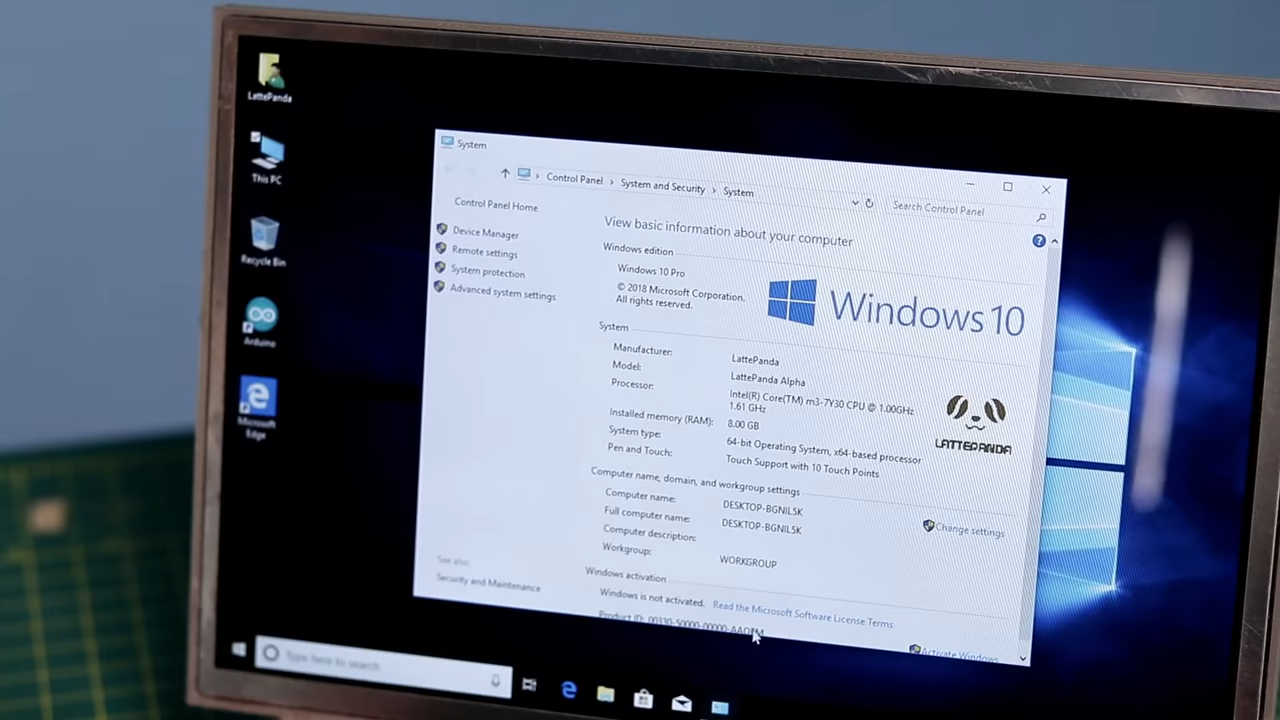 LattePanda
This PC
Recycle Bin
Arduino
Microsoft
Edge
System
Control Panel > System and Security > System
Search Control Panel
Control Panel Home
Device Manager
Remote settings
System protection
Advanced system settings
See also
Security and Maintenance
View basic information about your computer
Windows edition
Windows 10 Pro
© 2018 Microsoft Corporation.
All rights reserved.
Windows 10
System
Manufacturer: LattePanda
Model: LattePanda Alpha
Processor: Intel(R) Core(TM) m3-7Y30 CPU @ 1.00GHz
1.61 GHz
Installed memory (RAM): 8.00 GB
System type: 64-bit Operating System, x64-based processor
Pen and Touch: Touch Support with 10 Touch Points
LATTEPANDA
Computer name, domain, and workgroup settings
Computer name: DESKTOP-BGNIL5K
Full computer name: DESKTOP-BGNIL5K
Change settings
Computer description:
Workgroup: WORKGROUP
Windows activation
Windows is not activated. Read the Microsoft Software License Terms
Product ID: 00330-50000-00000
Activate Windows
Type here to search